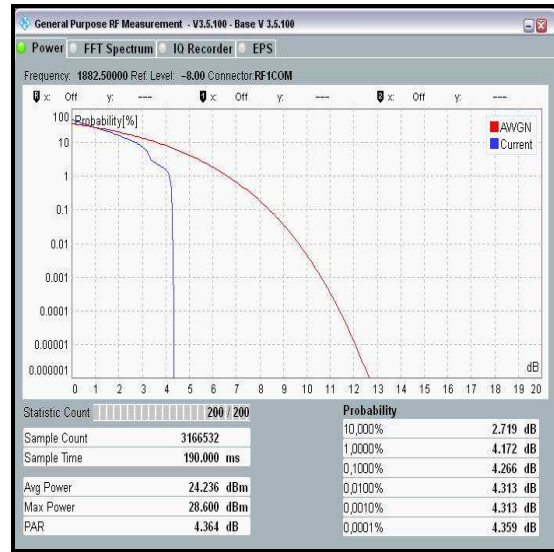 General Purpose RF Measurement - V3.5.100 - Base V 3.5.100
Power FFT Spectrum IQ Recorder EPS
Frequency: 1882.50000 Ref. Level: -8.00 Connector:RF1COM
R x: Off y: --- 1 x: Off y: --- 2 x: Off y: ---
Probability[%]
AWGN
Current
100
10
1
0.1
0.01
0.001
0.0001
0.00001
0.000001
dB
0 1 2 3 4 5 6 7 8 9 10 11 12 13 14 15 16 17 18 19 20
Statistic Count 200 / 200
Sample Count 3166532
Sample Time 190.000 ms
Avg Power 24.236 dBm
Max Power 28.600 dBm
PAR 4.364 dB
Probability
10,000% 2.719 dB
1,0000% 4.172 dB
0,1000% 4.266 dB
0,0100% 4.313 dB
0,0010% 4.313 dB
0,0001% 4.359 dB